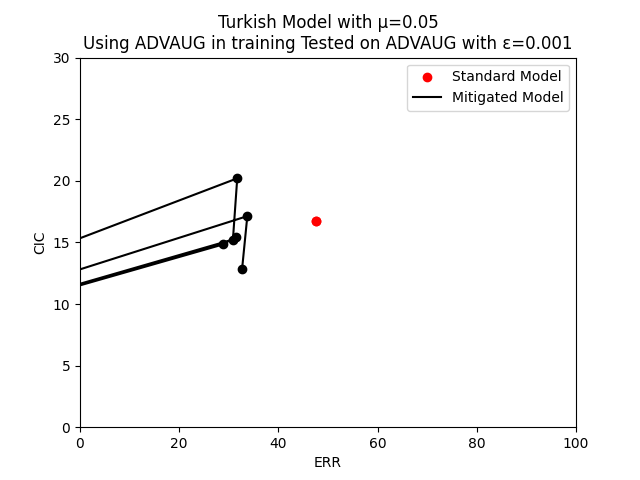 Turkish Model with μ=0.05
Using ADVAUG in training Tested on ADVAUG with ε=0.001
30
25
20
15
10
5
0
CIC
Standard Model
Mitigated Model
0 20 40 60 80 100
ERR